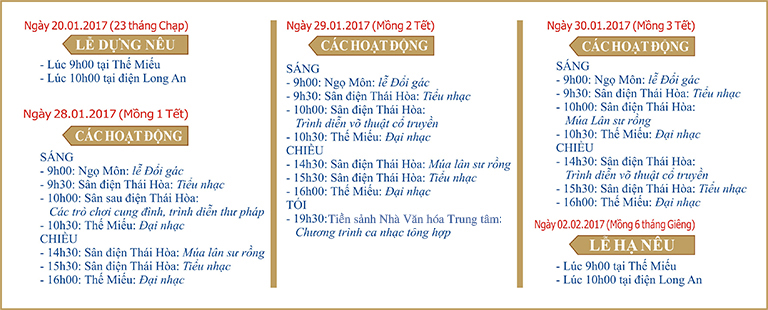 Ngày 20.01.2017 (23 tháng Chạp)
LỄ DỰNG NÊU
- Lúc 9h00 tại Thế Miếu
- Lúc 10h00 tại điện Long An
Ngày 28.01.2017 (Mồng 1 Tết)
CÁC HOẠT ĐỘNG
SÁNG
- 9h00: Ngọ Môn: lễ Đổi gác
- 9h30: Sân điện Thái Hòa: Tiểu nhạc
- 10h00: Sân sau điện Thái Hòa:
Các trò chơi cung đình, trình diễn thư pháp
- 10h30: Thế Miếu: Đại nhạc
CHIỀU
- 14h30: Sân điện Thái Hòa: Múa lân sư rồng
- 15h30: Sân điện Thái Hòa: Tiểu nhạc
- 16h00: Thế Miếu: Đại nhạc
Ngày 29.01.2017 (Mồng 2 Tết)
CÁC HOẠT ĐỘNG
SÁNG
- 9h00: Ngọ Môn: lễ Đổi gác
- 9h30: Sân điện Thái Hòa: Tiểu nhạc
- 10h00: Sân điện Thái Hòa:
Trình diễn võ thuật cổ truyền
- 10h30: Thế Miếu: Đại nhạc
CHIỀU
- 14h30: Sân điện Thái Hòa: Múa lân sư rồng
- 15h30: Sân điện Thái Hòa: Tiểu nhạc
- 16h00: Thế Miếu: Đại nhạc
TỐI
- 19h30: Tiền sảnh Nhà Văn hóa Trung tâm:
Chương trình ca nhạc tổng hợp
Ngày 30.01.2017 (Mồng 3 Tết)
CÁC HOẠT ĐỘNG
SÁNG
- 9h00: Ngọ Môn: lễ Đổi gác
- 9h30: Sân điện Thái Hòa: Tiểu nhạc
- 10h00: Sân điện Thái Hòa:
Múa Lân sư rồng
- 10h30: Thế Miếu: Đại nhạc
CHIỀU
- 14h30: Sân điện Thái Hòa:
Trình diễn võ thuật cổ truyền
- 15h30: Sân điện Thái Hòa: Tiểu nhạc
- 16h00: Thế Miếu: Đại nhạc
Ngày 02.02.2017 (Mồng 6 tháng Giêng)
LỄ HẠ NÊU
- Lúc 9h00 tại Thế Miếu
- Lúc 10h00 tại điện Long An